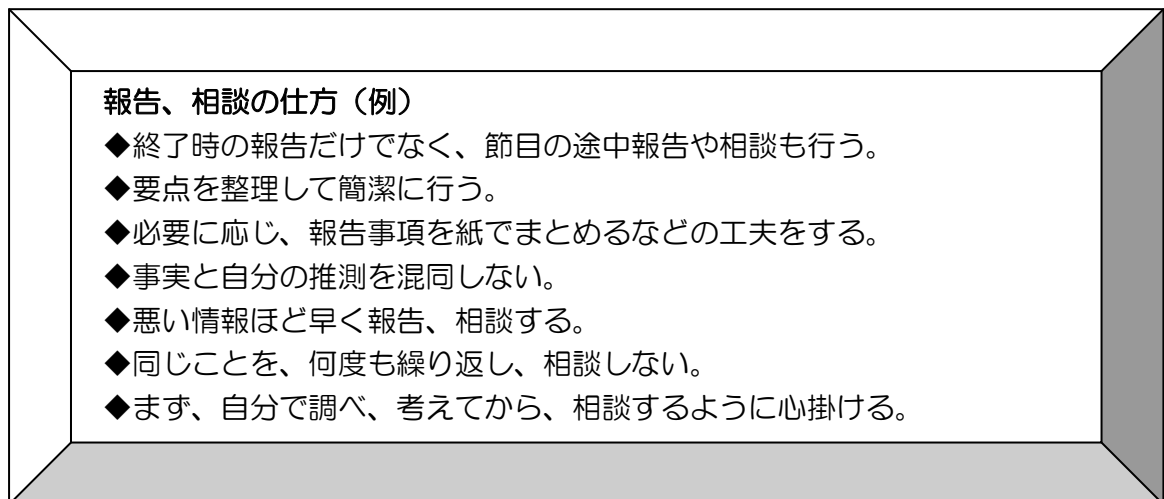 報告、相談の仕方（例）
◆終了時の報告だけでなく、節目の途中報告や相談も行う。
◆要点を整理して簡潔に行う。
◆必要に応じ、報告事項を紙でまとめるなどの工夫をする。
◆事実と自分の推測を混同しない。
◆悪い情報ほど早く報告、相談する。
◆同じことを、何度も繰り返し、相談しない。
◆まず、自分で調べ、考えてから、相談するように心掛ける。